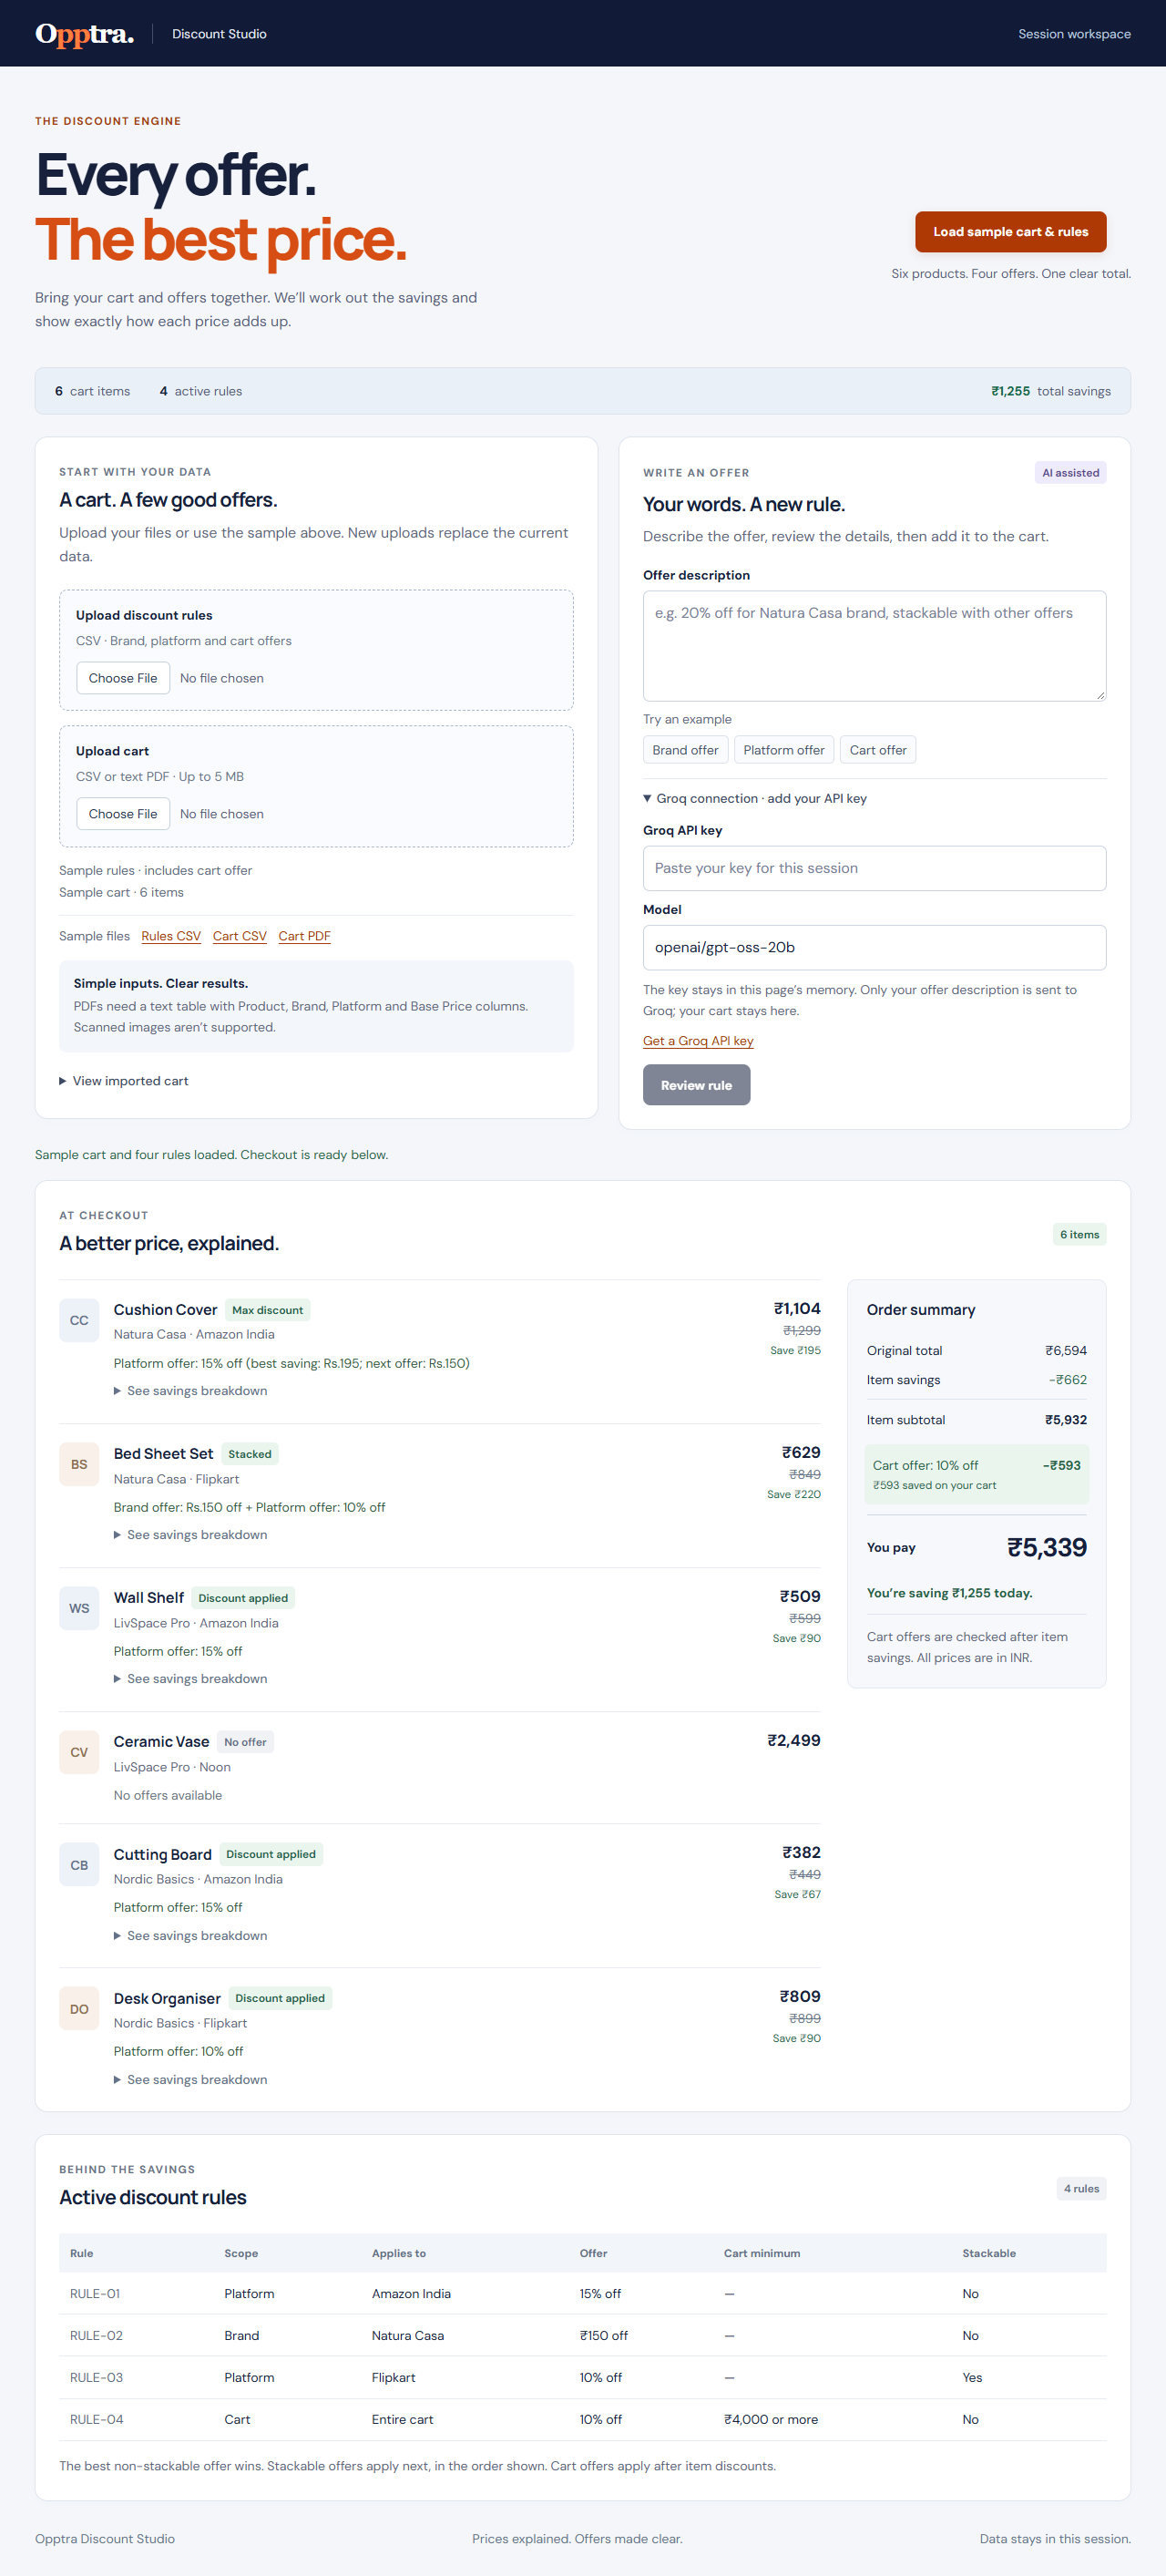 Opptra.
Discount Studio
Session workspace
THE DISCOUNT ENGINE
Every offer.
The best price.
Bring your cart and offers together. We'll work out the savings and
show exactly how each price adds up.
Load sample cart & rules
Six products. Four offers. One clear total.
6 cart items
4 active rules
₹1,255 total savings
START WITH YOUR DATA
A cart. A few good offers.
Upload your files or use the sample above. New uploads replace the current
data.
Upload discount rules
CSV · Brand, platform and cart offers
Choose File No file chosen
Upload cart
CSV or text PDF · Up to 5 MB
Choose File No file chosen
Sample rules · includes cart offer
Sample cart · 6 items
Sample files Rules CSV Cart CSV Cart PDF
Simple inputs. Clear results.
PDFs need a text table with Product, Brand, Platform and Base Price columns.
Scanned images aren't supported.
▶ View imported cart
WRITE AN OFFER
AI assisted
Your words. A new rule.
Describe the offer, review the details, then add it to the cart.
Offer description
e.g. 20% off for Natura Casa brand, stackable with other offers
Try an example
Brand offer Platform offer Cart offer
▼ Groq connection · add your API key
Groq API key
Paste your key for this session
Model
openai/gpt-oss-20b
The key stays in this page's memory. Only your offer description is sent to
Groq; your cart stays here.
Get a Groq API key
Review rule
Sample cart and four rules loaded. Checkout is ready below.
AT CHECKOUT
A better price, explained.
6 items
CC
Cushion Cover Max discount
Natura Casa · Amazon India
Platform offer: 15% off (best saving: Rs.195; next offer: Rs.150)
▶ See savings breakdown
₹1,104
₹1,299
Save ₹195
BS
Bed Sheet Set Stacked
Natura Casa · Flipkart
Brand offer: Rs.150 off + Platform offer: 10% off
▶ See savings breakdown
₹629
₹849
Save ₹220
WS
Wall Shelf Discount applied
LivSpace Pro · Amazon India
Platform offer: 15% off
▶ See savings breakdown
₹509
₹599
Save ₹90
CV
Ceramic Vase No offer
LivSpace Pro · Noon
No offers available
₹2,499
CB
Cutting Board Discount applied
Nordic Basics · Amazon India
Platform offer: 15% off
▶ See savings breakdown
₹382
₹449
Save ₹67
DO
Desk Organiser Discount applied
Nordic Basics · Flipkart
Platform offer: 10% off
▶ See savings breakdown
₹809
₹899
Save ₹90
Order summary
Original total ₹6,594
Item savings -₹662
Item subtotal ₹5,932
Cart offer: 10% off -₹593
₹593 saved on your cart
You pay ₹5,339
You're saving ₹1,255 today.
Cart offers are checked after item
savings. All prices are in INR.
BEHIND THE SAVINGS
Active discount rules
4 rules
Rule Scope Applies to Offer Cart minimum Stackable
RULE-01 Platform Amazon India 15% off — No
RULE-02 Brand Natura Casa ₹150 off — No
RULE-03 Platform Flipkart 10% off — Yes
RULE-04 Cart Entire cart 10% off ₹4,000 or more No
The best non-stackable offer wins. Stackable offers apply next, in the order shown. Cart offers apply after item discounts.
Opptra Discount Studio
Prices explained. Offers made clear.
Data stays in this session.